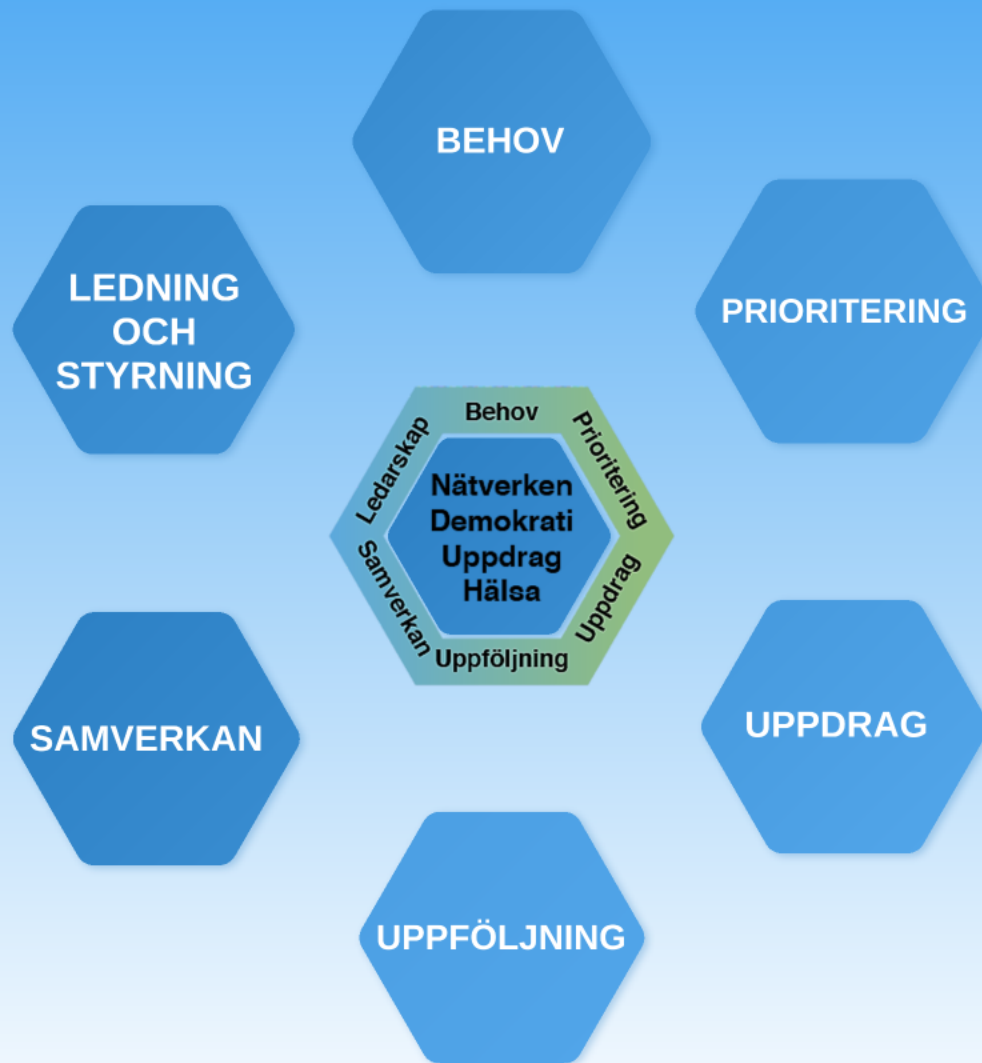 BEHOV
PRIORITERING
LEDNING
OCH
STYRNING
Behov
Prioritering
Ledarskap
Nätverken
Demokrati
Uppdrag
Hälsa
Samverkan
Uppdrag
Uppföljning
SAMVERKAN
UPPDRAG
UPPFÖLJNING